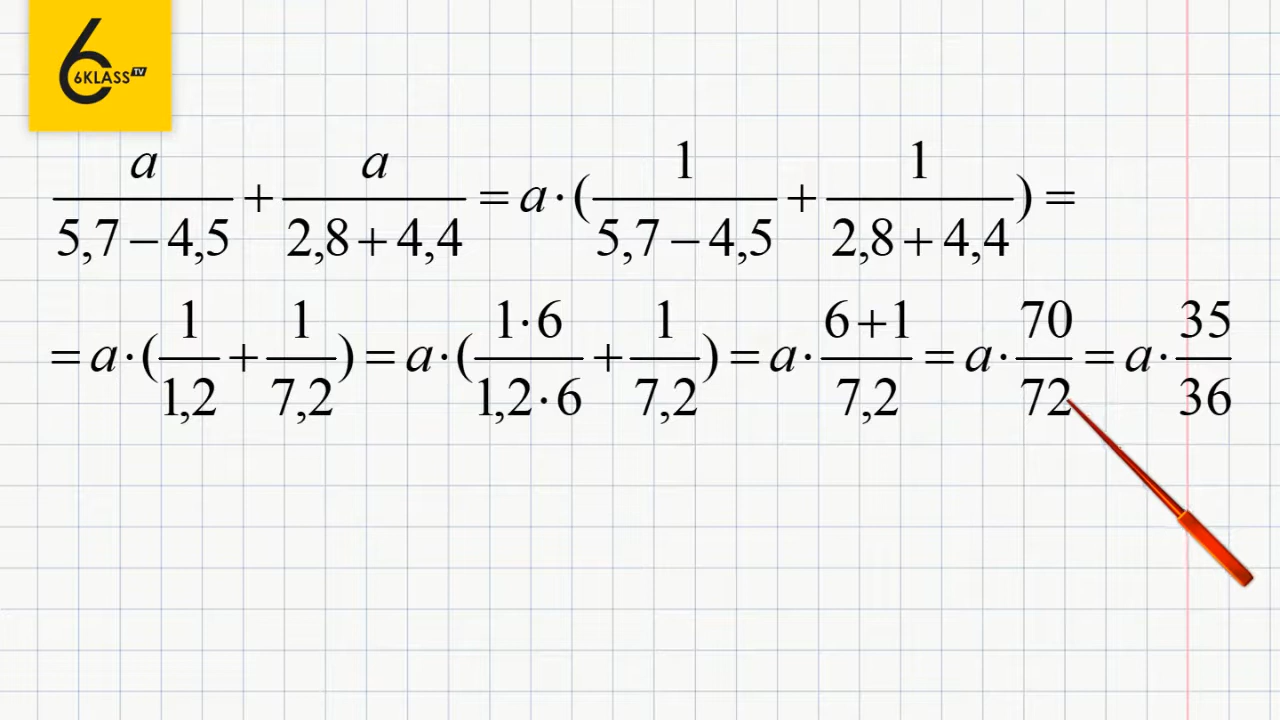 6KLASS TV
a/(5,7 − 4,5) + a/(2,8 + 4,4) = a · (1/(5,7 − 4,5) + 1/(2,8 + 4,4)) =
= a · (1/1,2 + 1/7,2) = a · ((1 · 6)/(1,2 · 6) + 1/7,2) = a · (6 + 1)/7,2 = a · 70/72 = a · 35/36